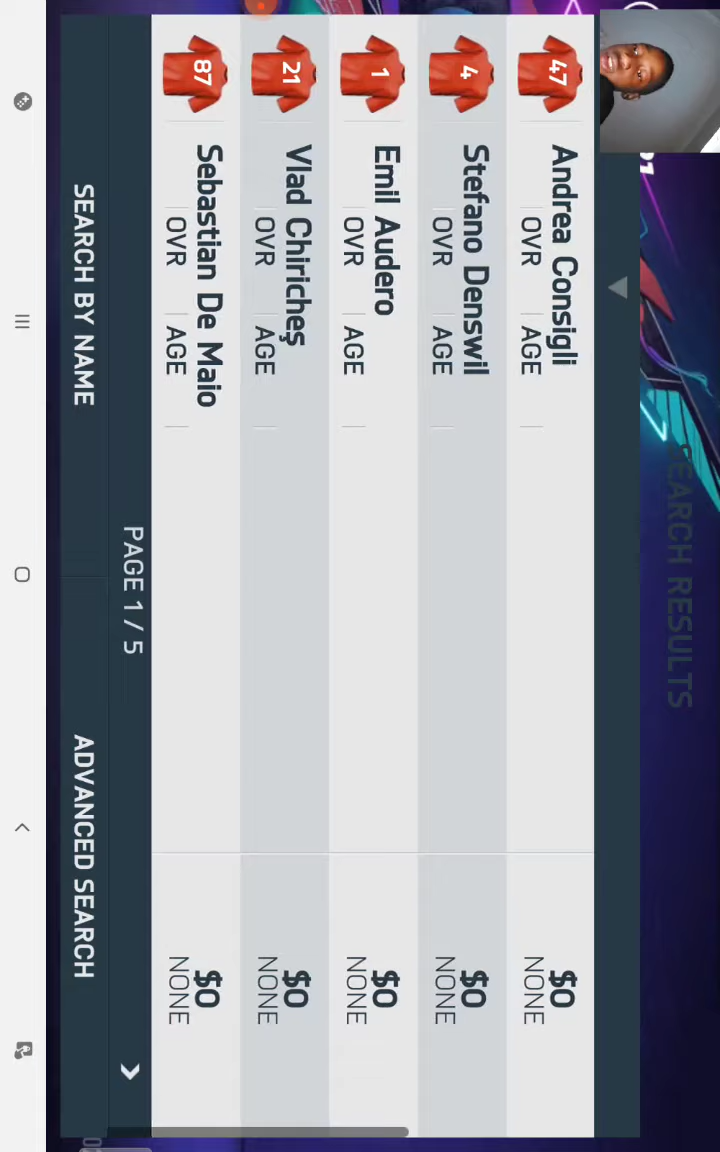 SEARCH RESULTS
47 Andrea Consigli $0
OVR AGE NONE
4 Stefano Denswil $0
OVR AGE NONE
1 Emil Audero $0
OVR AGE NONE
21 Vlad Chiricheș $0
OVR AGE NONE
87 Sebastian De Maio $0
OVR AGE NONE
PAGE 1 / 5
SEARCH BY NAME ADVANCED SEARCH